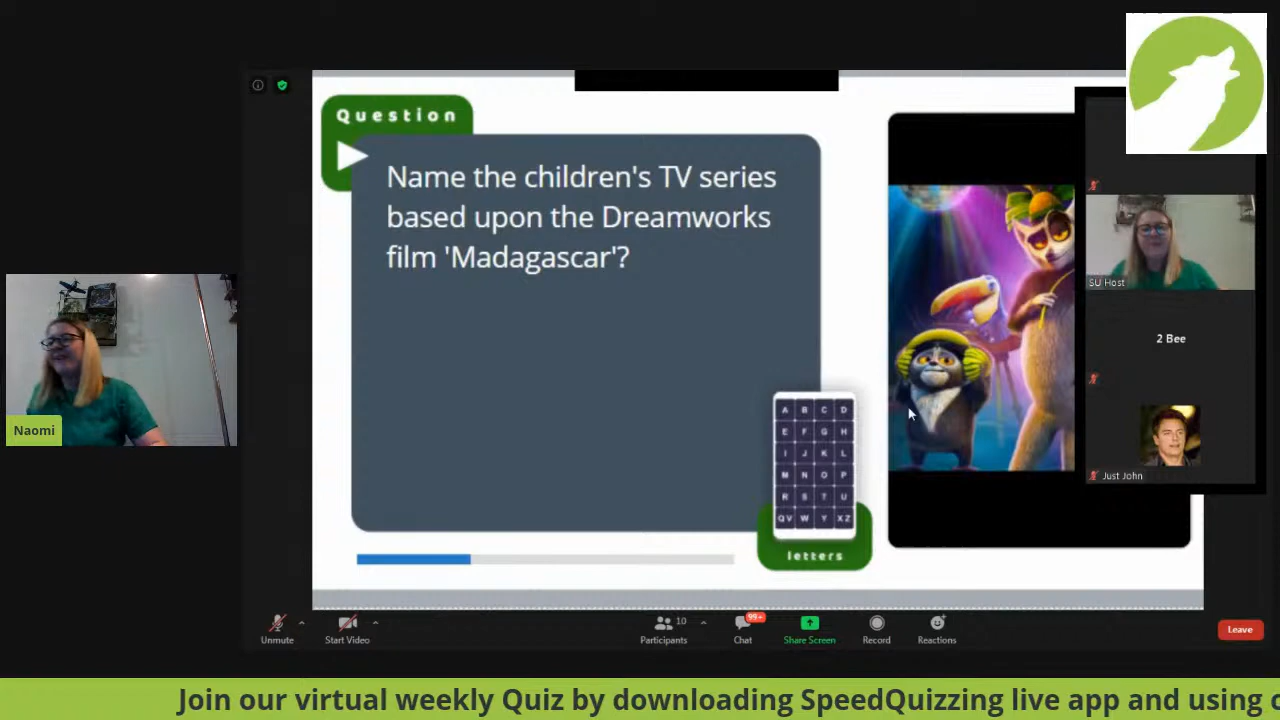 Question
Name the children's TV series
based upon the Dreamworks
film 'Madagascar'?
A B C D
E F G H
I J K L
M N O P
R S T U
QV W Y XZ
letters
SU Host
2 Bee
Just John
Naomi
Unmute
Start Video
10
Participants
99+
Chat
Share Screen
Record
Reactions
Leave
Join our virtual weekly Quiz by downloading SpeedQuizzing live app and using